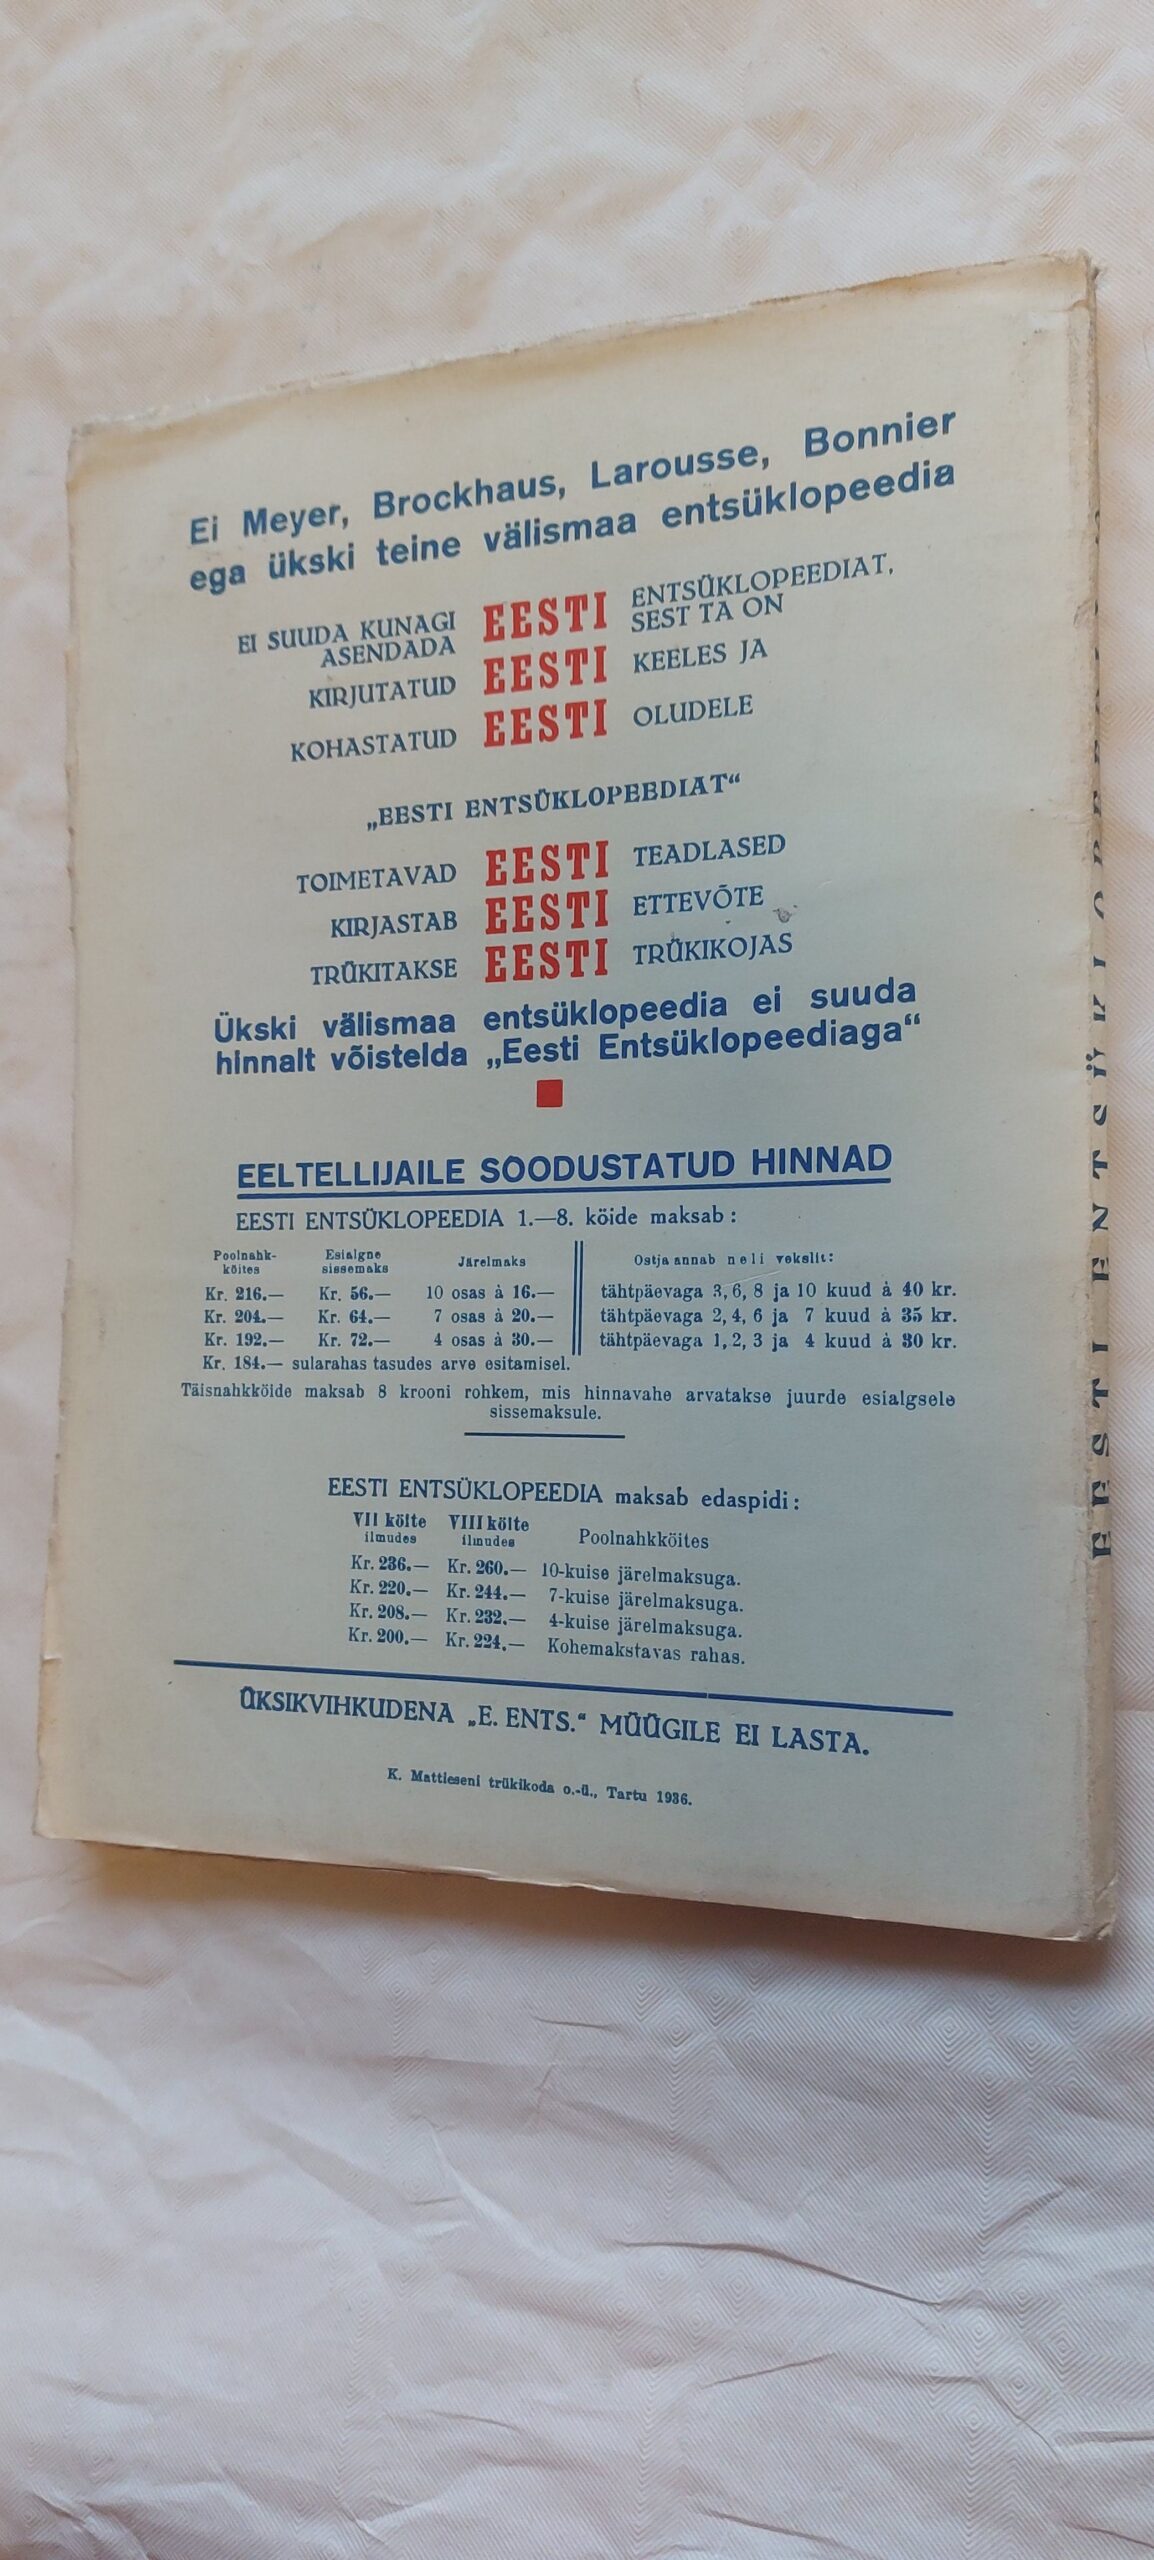 Ei Meyer, Brockhaus, Larousse, Bonnier
ega ükski teine välismaa entsüklopeedia
EI SUUDA KUNAGI ASENDADA EESTI ENTSÜKLOPEEDIAT, SEST TA ON
KIRJUTATUD EESTI KEELES JA
KOHASTATUD EESTI OLUDELE
„EESTI ENTSÜKLOPEEDIAT“
TOIMETAVAD EESTI TEADLASED
KIRJASTAB EESTI ETTEVÕTE
TRÜKITAKSE EESTI TRÜKIKOJAS
Ükski välismaa entsüklopeedia ei suuda
hinnalt võistelda „Eesti Entsüklopeediaga“
EELTELLIJAILE SOODUSTATUD HINNAD
EESTI ENTSÜKLOPEEDIA 1.—8. köide maksab:
Poolnahk-köites Esialgne sissemaks Järelmaks Ostja annab neli vekslit:
Kr. 216.— Kr. 56.— 10 osas à 16.— tähtpäevaga 3, 6, 8 ja 10 kuud à 40 kr.
Kr. 204.— Kr. 64.— 7 osas à 20.— tähtpäevaga 2, 4, 6 ja 7 kuud à 35 kr.
Kr. 192.— Kr. 72.— 4 osas à 30.— tähtpäevaga 1, 2, 3 ja 4 kuud à 30 kr.
Kr. 184.— sularahas tasudes arve esitamisel.
Täisnahkköide maksab 8 krooni rohkem, mis hinnavahe arvatakse juurde esialgsele
sissemaksule.
EESTI ENTSÜKLOPEEDIA maksab edaspidi:
VII köite ilmudes VIII köite ilmudes Poolnahkköites
Kr. 236.— Kr. 260.— 10-kuise järelmaksuga.
Kr. 220.— Kr. 244.— 7-kuise järelmaksuga.
Kr. 208.— Kr. 232.— 4-kuise järelmaksuga.
Kr. 200.— Kr. 224.— Kohemakstavas rahas.
ÜKSIKVIHKUDENA „E. ENTS.“ MÜÜGILE EI LASTA.
K. Mattieseni trükikoda o.-ü., Tartu 1936.
EESTI